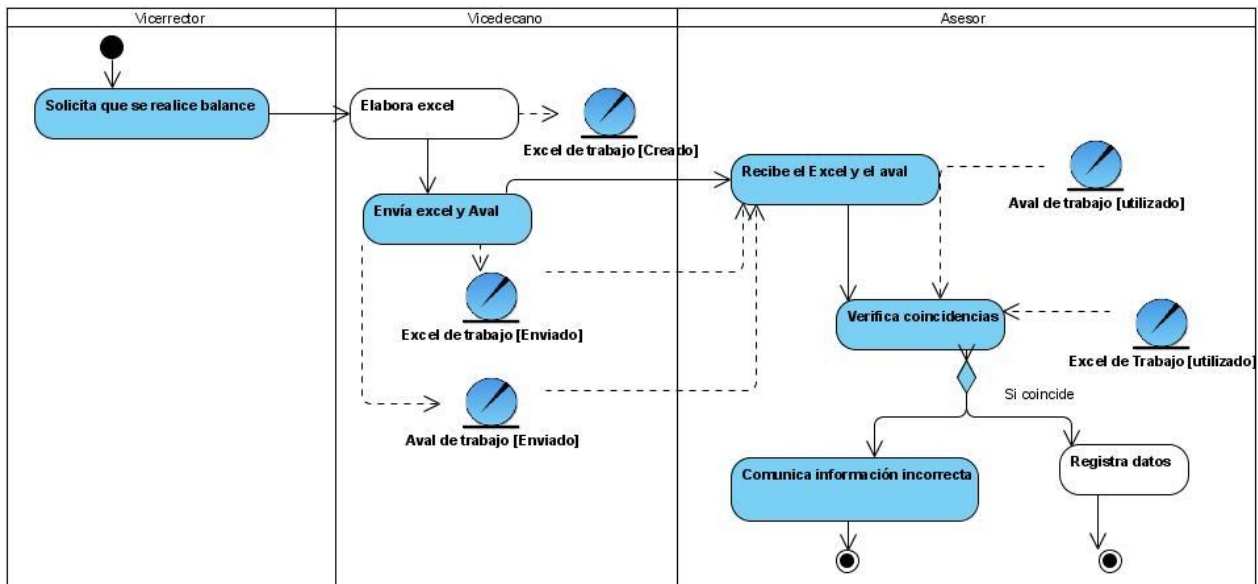 Vicerrector
Vicedecano
Asesor
Solicita que se realice balance
Elabora excel
Excel de trabajo [Creado]
Recibe el Excel y el aval
Aval de trabajo [utilizado]
Envía excel y Aval
Excel de trabajo [Enviado]
Verifica coincidencias
Excel de Trabajo [utilizado]
Aval de trabajo [Enviado]
Si coincide
Comunica información incorrecta
Registra datos